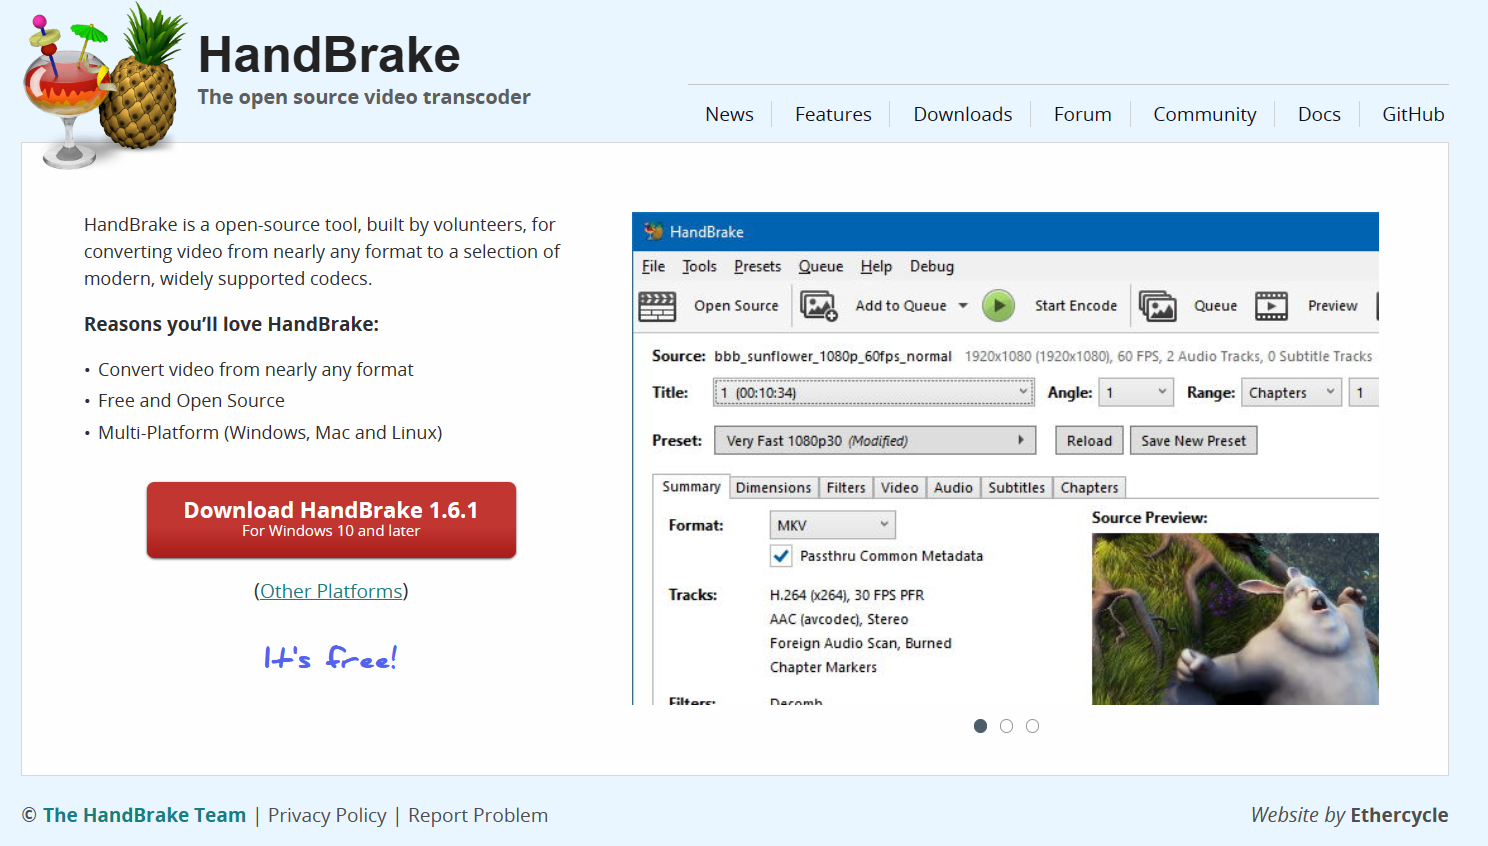 HandBrake
The open source video transcoder
News
Features
Downloads
Forum
Community
Docs
GitHub
HandBrake is a open-source tool, built by volunteers, for
converting video from nearly any format to a selection of
modern, widely supported codecs.
Reasons you’ll love HandBrake:
• Convert video from nearly any format
• Free and Open Source
• Multi-Platform (Windows, Mac and Linux)
Download HandBrake 1.6.1
For Windows 10 and later
(Other Platforms)
It's free!
HandBrake
File Tools Presets Queue Help Debug
Open Source Add to Queue Start Encode Queue Preview
Source: bbb_sunflower_1080p_60fps_normal 1920x1080 (1920x1080), 60 FPS, 2 Audio Tracks, 0 Subtitle Tracks
Title: 1 (00:10:34) Angle: 1 Range: Chapters 1
Preset: Very Fast 1080p30 (Modified) Reload Save New Preset
Summary Dimensions Filters Video Audio Subtitles Chapters
Format: MKV
Passthru Common Metadata
Tracks: H.264 (x264), 30 FPS PFR
AAC (avcodec), Stereo
Foreign Audio Scan, Burned
Chapter Markers
Filters: Decomb
Source Preview:
© The HandBrake Team | Privacy Policy | Report Problem
Website by Ethercycle